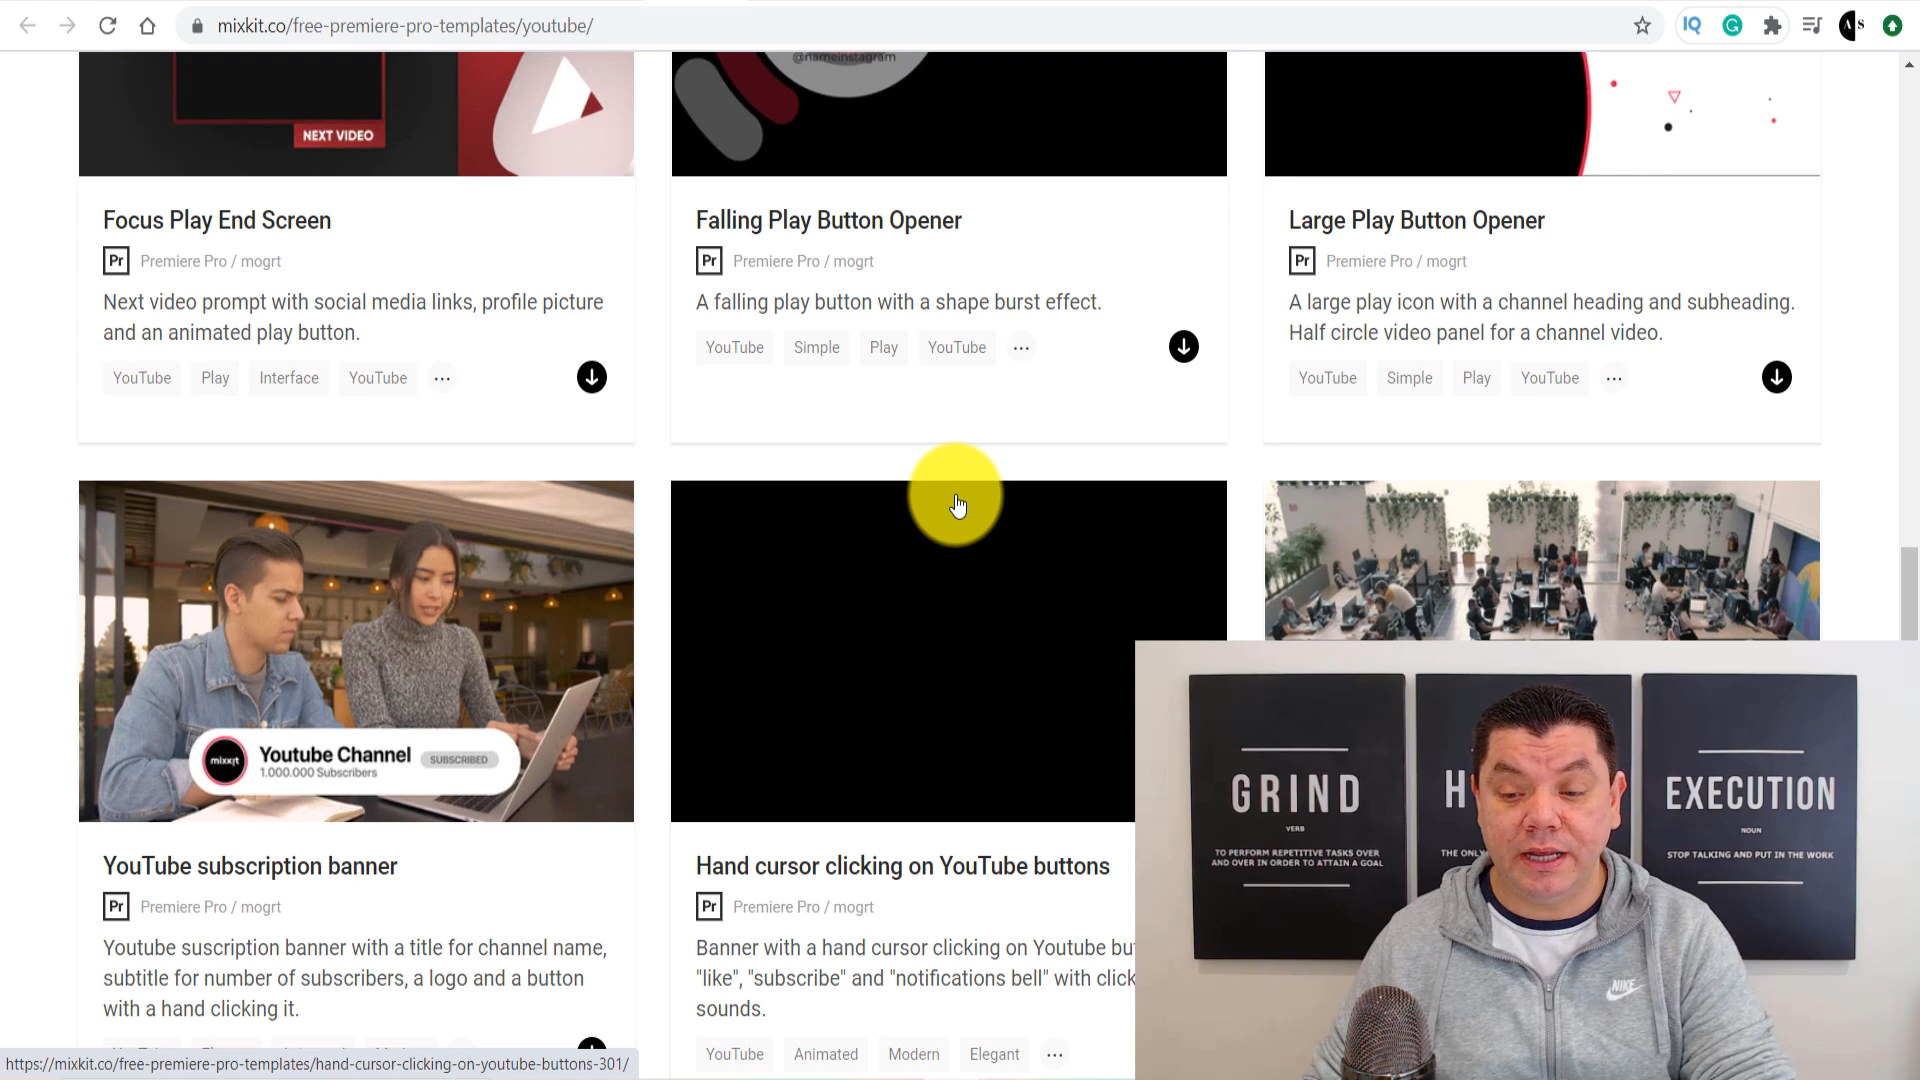 mixkit.co/free-premiere-pro-templates/youtube/
@nameinstagram
NEXT VIDEO
Focus Play End Screen
Pr Premiere Pro / mogrt
Next video prompt with social media links, profile picture
and an animated play button.
YouTube Play Interface YouTube ...
Falling Play Button Opener
Pr Premiere Pro / mogrt
A falling play button with a shape burst effect.
YouTube Simple Play YouTube ...
Large Play Button Opener
Pr Premiere Pro / mogrt
A large play icon with a channel heading and subheading.
Half circle video panel for a channel video.
YouTube Simple Play YouTube ...
mixkit
Youtube Channel
1.000.000 Subscribers
SUBSCRIBED
YouTube subscription banner
Pr Premiere Pro / mogrt
Youtube suscription banner with a title for channel name,
subtitle for number of subscribers, a logo and a button
with a hand clicking it.
Hand cursor clicking on YouTube buttons
Pr Premiere Pro / mogrt
Banner with a hand cursor clicking on Youtube
"like", "subscribe" and "notifications bell" with click
sounds.
YouTube Animated Modern Elegant ...
GRIND
VERB
TO PERFORM REPETITIVE TASKS OVER
AND OVER IN ORDER TO ATTAIN A GOAL
H
THE ONLY
EXECUTION
NOUN
STOP TALKING AND PUT IN THE WORK
NIKE
https://mixkit.co/free-premiere-pro-templates/hand-cursor-clicking-on-youtube-buttons-301/